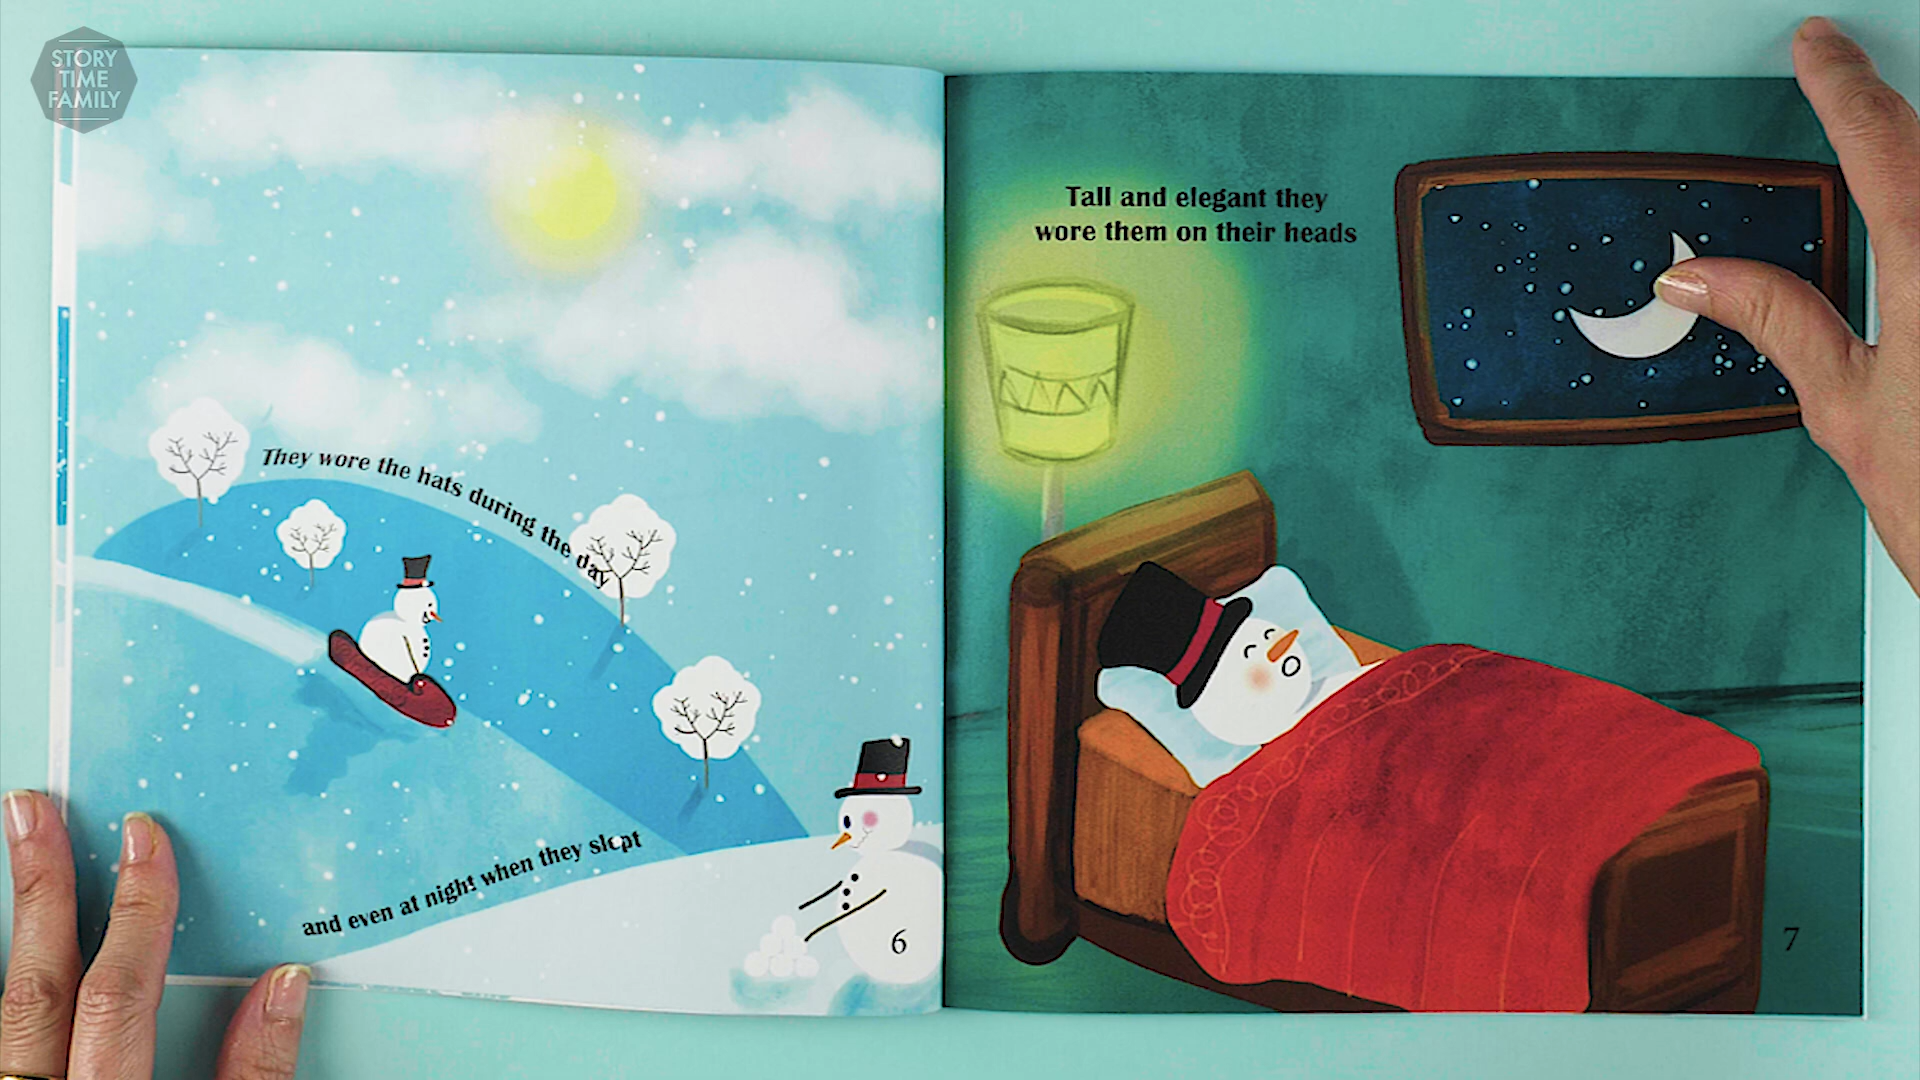 STORY
TIME
FAMILY
They wore the hats during the day
and even at night when they slept
6
Tall and elegant they
wore them on their heads
7